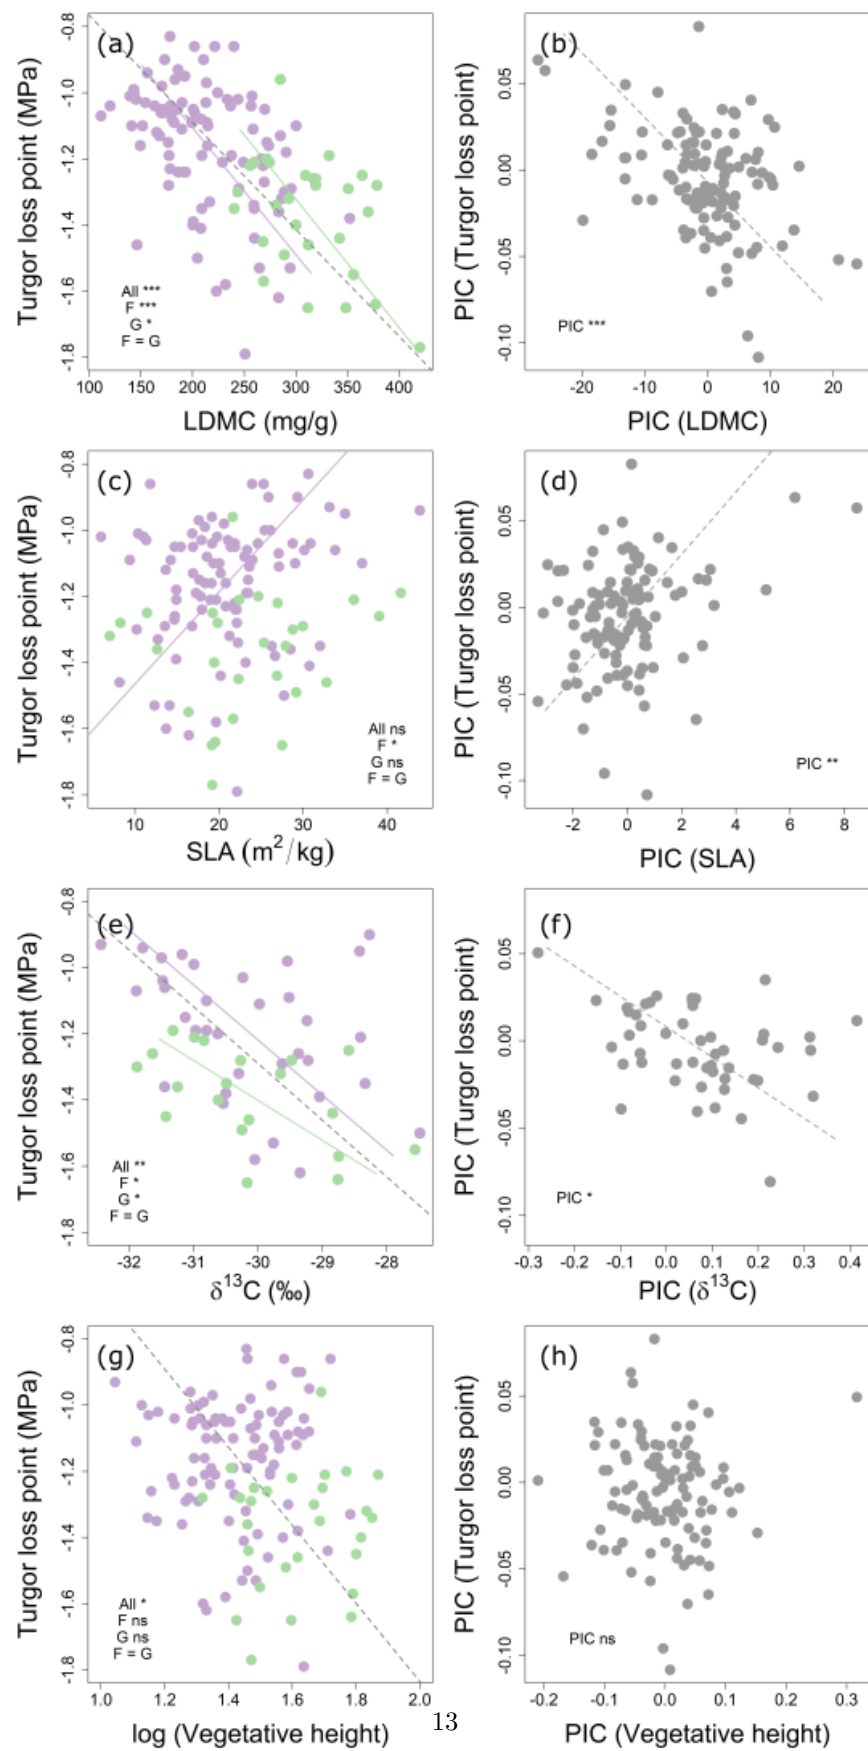 (a)
Turgor loss point (MPa)
-0.8
-1.0
-1.2
-1.4
-1.6
-1.8
All ***
F ***
G *
F = G
100 150 200 250 300 350 400
LDMC (mg/g)
(b)
PIC (Turgor loss point)
0.05
0.00
-0.05
-0.10
PIC ***
-20 -10 0 10 20
PIC (LDMC)
(c)
Turgor loss point (MPa)
-0.8
-1.0
-1.2
-1.4
-1.6
-1.8
All ns
F *
G ns
F = G
10 20 30 40
SLA (m²/kg)
(d)
PIC (Turgor loss point)
0.05
0.00
-0.05
-0.10
PIC **
-2 0 2 4 6 8
PIC (SLA)
(e)
Turgor loss point (MPa)
-0.8
-1.0
-1.2
-1.4
-1.6
-1.8
All **
F *
G *
F = G
-32 -31 -30 -29 -28
δ¹³C (‰)
(f)
PIC (Turgor loss point)
0.05
0.00
-0.05
-0.10
PIC *
-0.3 -0.2 -0.1 0.0 0.1 0.2 0.3 0.4
PIC (δ¹³C)
(g)
Turgor loss point (MPa)
-0.8
-1.0
-1.2
-1.4
-1.6
-1.8
All *
F ns
G ns
F = G
1.0 1.2 1.4 1.6 1.8 2.0
log (Vegetative height)
(h)
PIC (Turgor loss point)
0.05
0.00
-0.05
-0.10
PIC ns
-0.2 -0.1 0.0 0.1 0.2 0.3
PIC (Vegetative height)
13